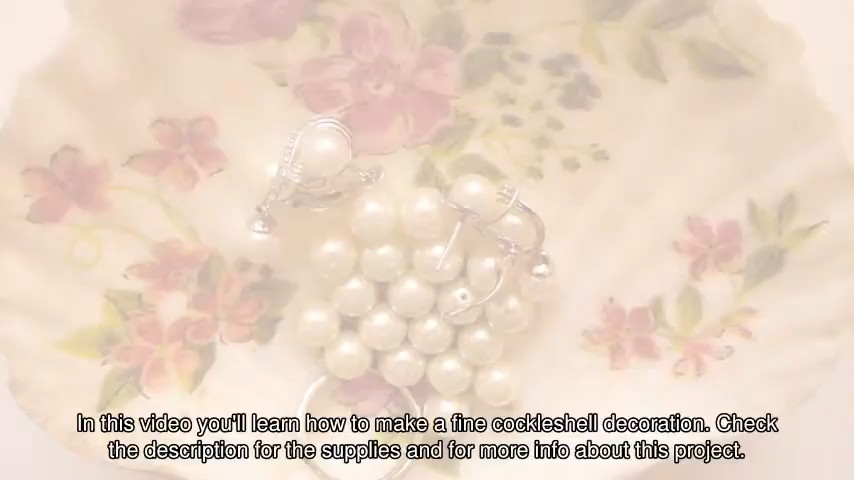 In this video you'll learn how to make a fine cockleshell decoration. Check
the description for the supplies and for more info about this project.